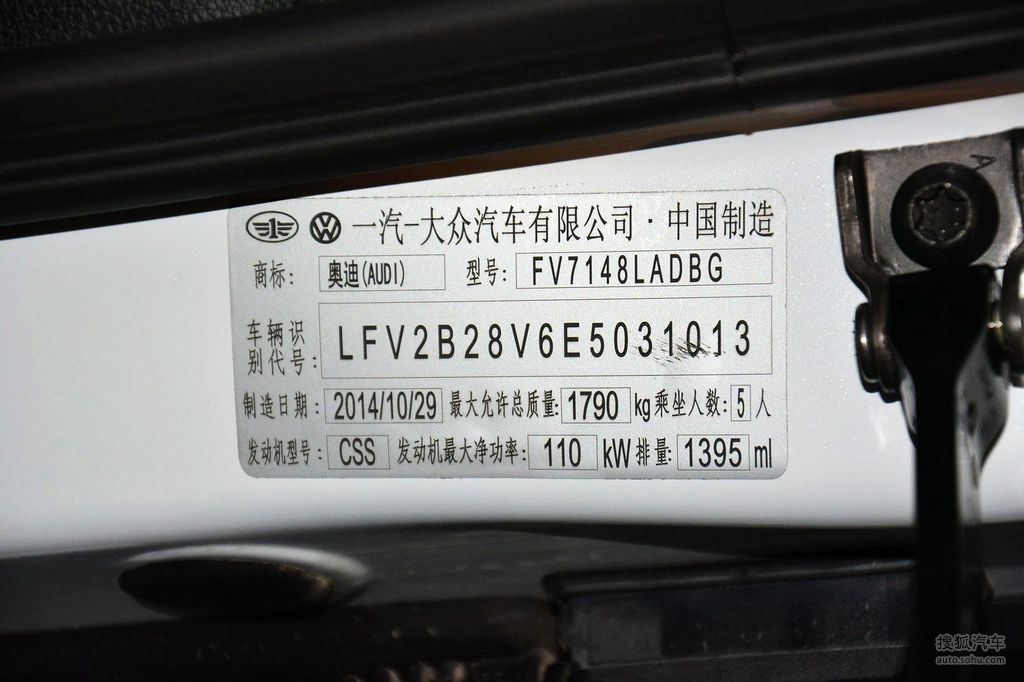 一汽-大众汽车有限公司·中国制造
商标: 奥迪(AUDI) 型号: FV7148LADBG
车辆识别代号: LFV2B28V6E5031013
制造日期: 2014/10/29 最大允许总质量: 1790 kg 乘坐人数: 5 人
发动机型号: CSS 发动机最大净功率: 110 kW 排量: 1395 ml
A
搜狐汽车
auto.sohu.com